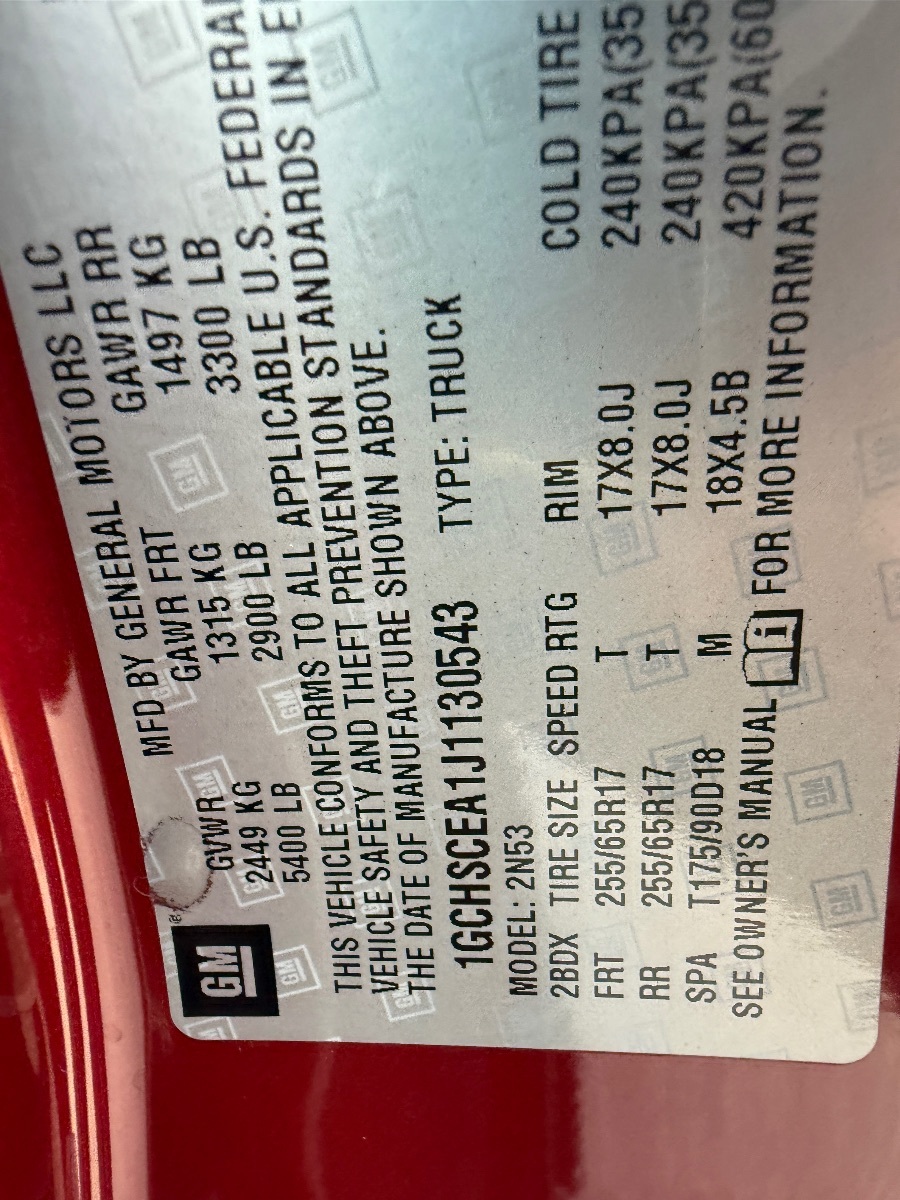 GM
MFD BY GENERAL MOTORS LLC
GVWR GAWR FRT GAWR RR
2449 KG 1315 KG 1497 KG
5400 LB 2900 LB 3300 LB
THIS VEHICLE CONFORMS TO ALL APPLICABLE U.S. FEDERAL
VEHICLE SAFETY AND THEFT PREVENTION STANDARDS IN
THE DATE OF MANUFACTURE SHOWN ABOVE.
1GCHSCEA1J1130543 TYPE: TRUCK
MODEL: 2N53
2BDX TIRE SIZE SPEED RTG RIM COLD TIRE
FRT 255/65R17 T 17X8.0J 240KPA(35
RR 255/65R17 T 17X8.0J 240KPA(35
SPA T175/90D18 M 18X4.5B 420KPA(60
SEE OWNER'S MANUAL i FOR MORE INFORMATION.